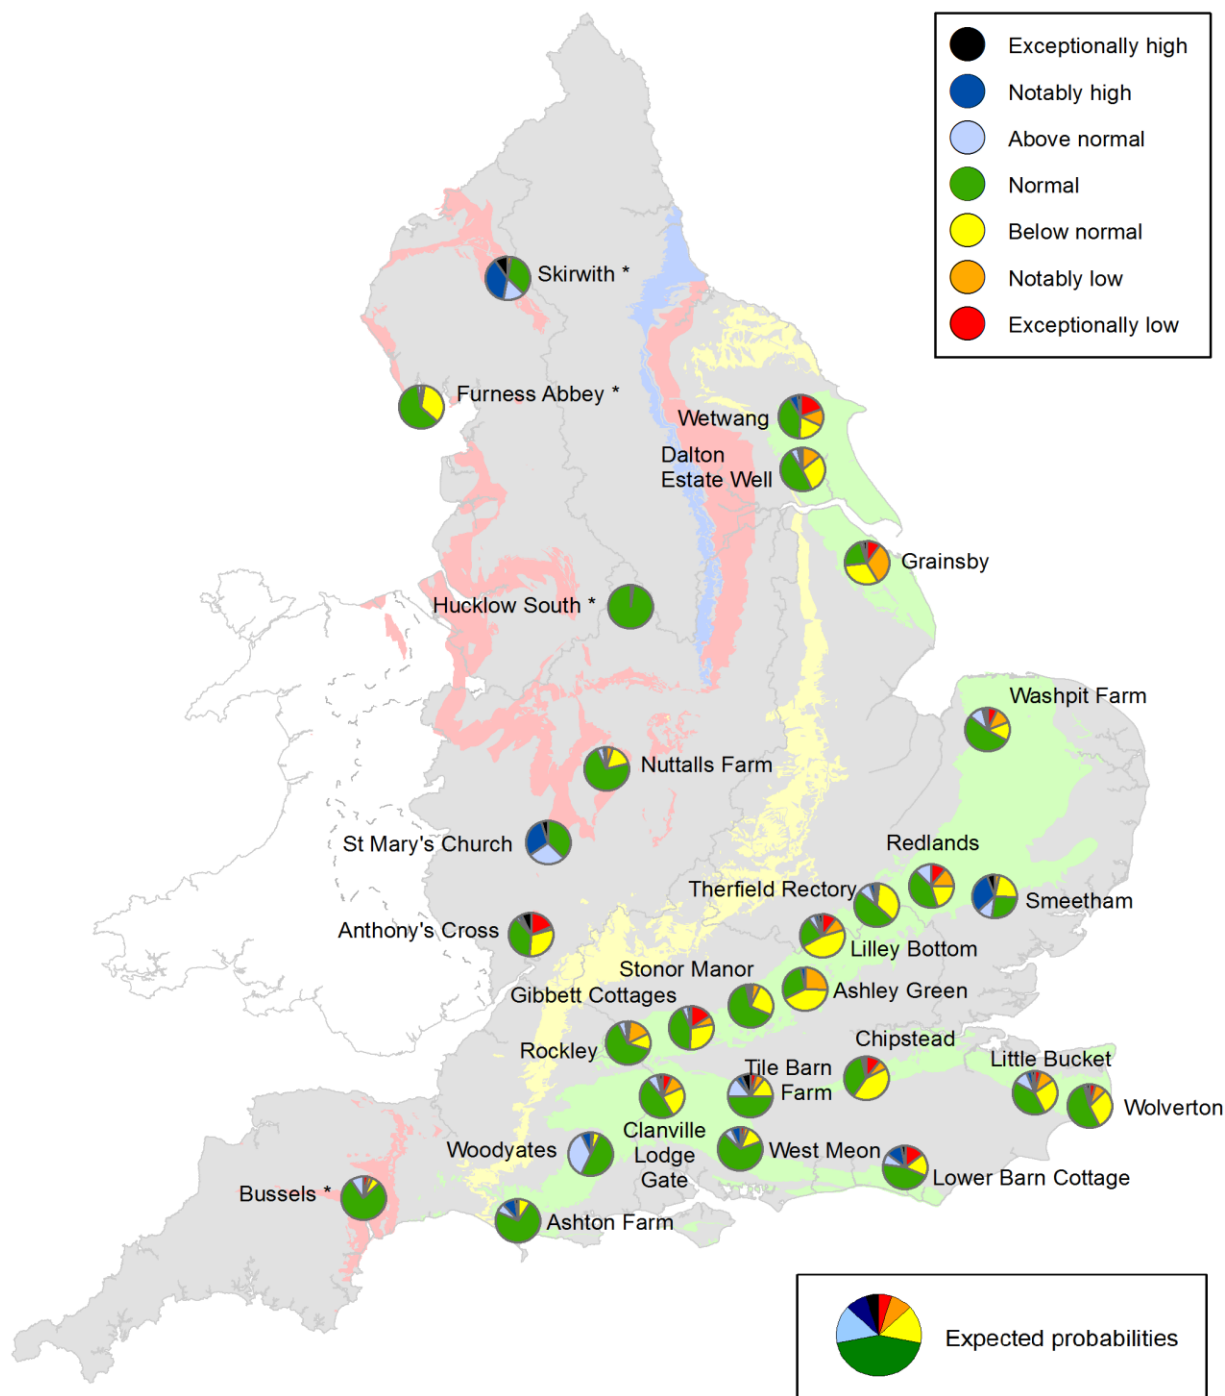 Exceptionally high
Notably high
Above normal
Normal
Below normal
Notably low
Exceptionally low
Skirwith *
Furness Abbey *
Wetwang
Dalton
Estate Well
Grainsby
Hucklow South *
Washpit Farm
Nuttalls Farm
St Mary's Church
Redlands
Therfield Rectory
Smeetham
Anthony's Cross
Lilley Bottom
Stonor Manor
Ashley Green
Gibbett Cottages
Rockley
Chipstead
Tile Barn
Farm
Little Bucket
Wolverton
Clanville
Lodge
Gate
Woodyates
West Meon
Lower Barn Cottage
Bussels *
Ashton Farm
Expected probabilities